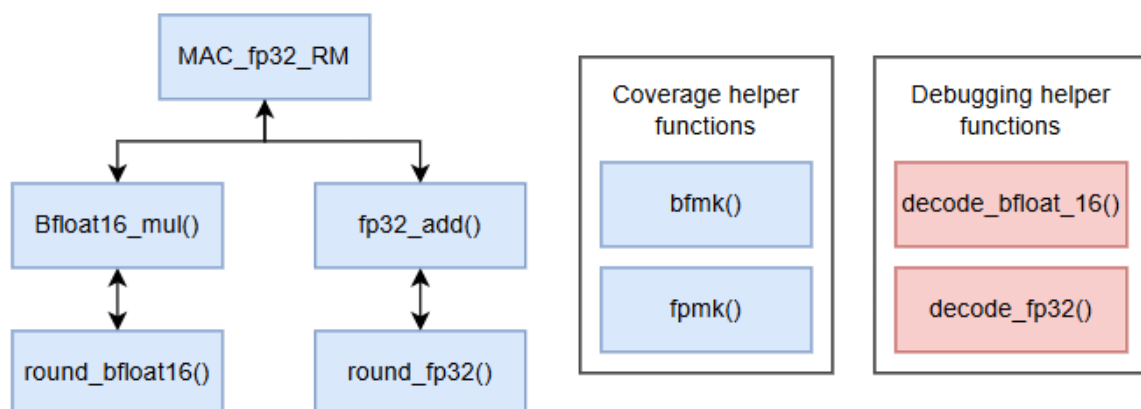 MAC_fp32_RM
Bfloat16_mul()
fp32_add()
round_bfloat16()
round_fp32()
Coverage helper
functions
bfmk()
fpmk()
Debugging helper
functions
decode_bfloat_16()
decode_fp32()